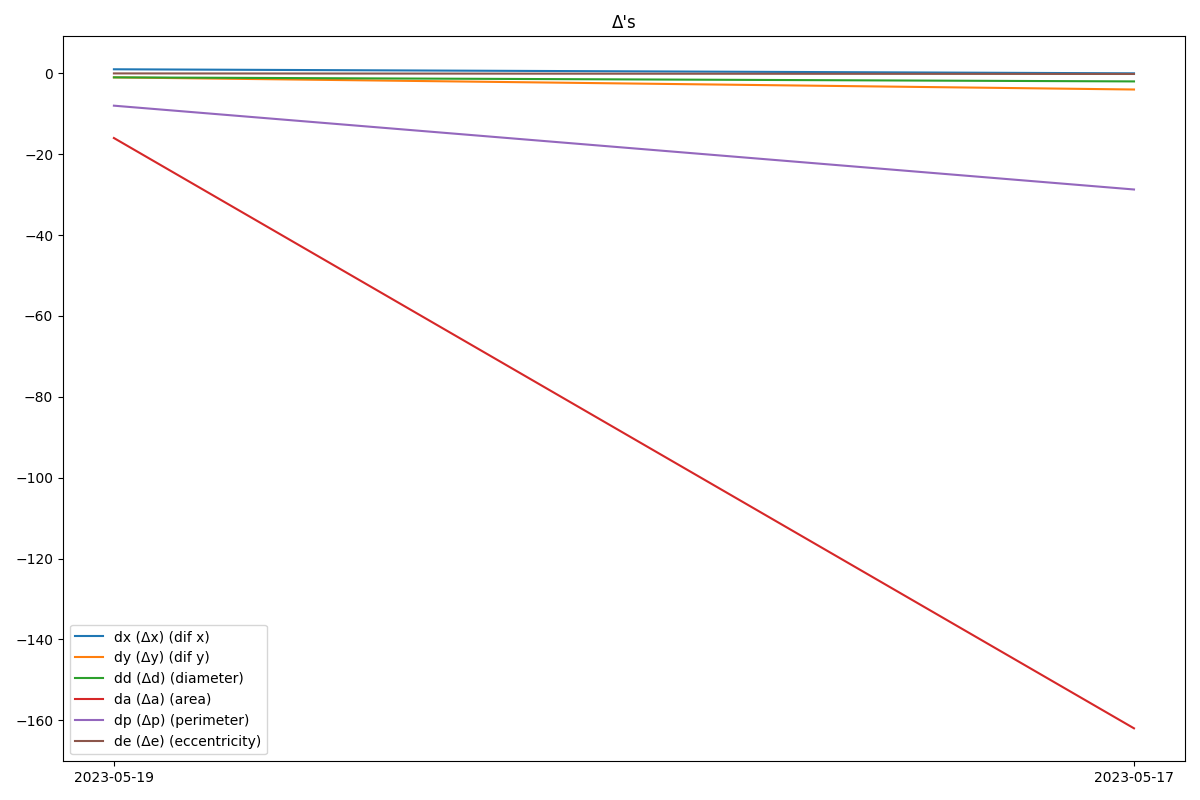 Δ's
0
−20
−40
−60
−80
−100
−120
−140
−160
dx (Δx) (dif x)
dy (Δy) (dif y)
dd (Δd) (diameter)
da (Δa) (area)
dp (Δp) (perimeter)
de (Δe) (eccentricity)
2023-05-19
2023-05-17